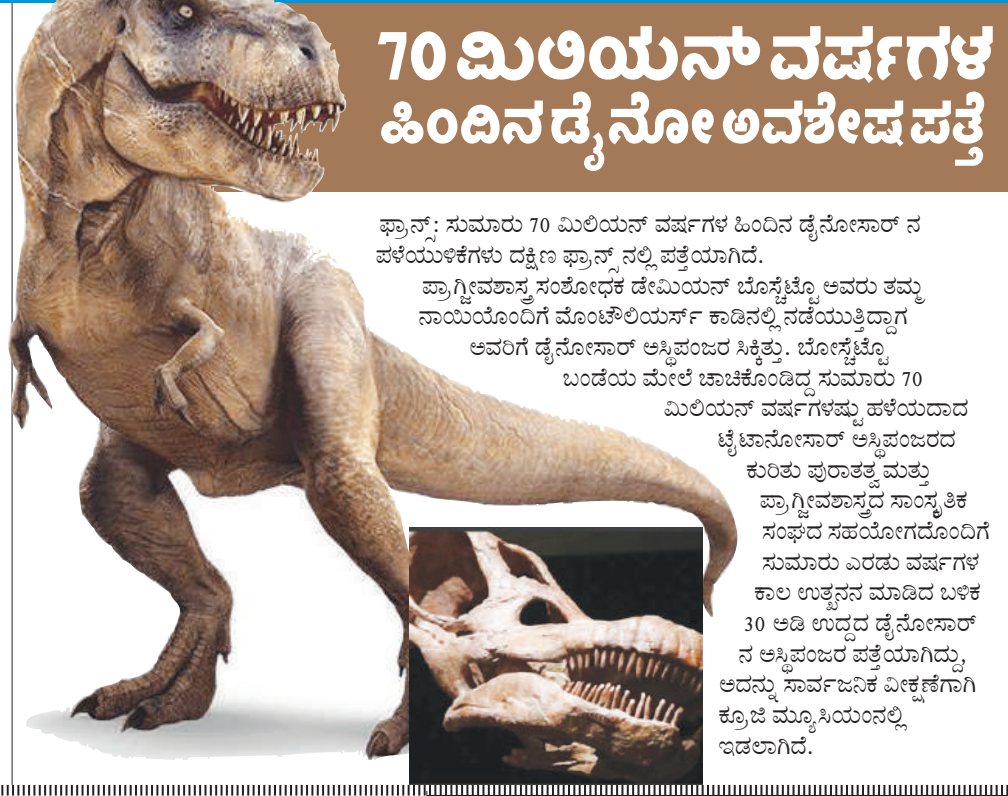 70 ಮಿಲಿಯನ್ ವರ್ಷಗಳ
ಹಿಂದಿನ ಡೈನೋ ಅವಶೇಷ ಪತ್ತೆ
ಫ್ರಾನ್ಸ್: ಸುಮಾರು 70 ಮಿಲಿಯನ್ ವರ್ಷಗಳ ಹಿಂದಿನ ಡೈನೋಸಾರ್ ನ
ಪಳೆಯುಳಿಕೆಗಳು ದಕ್ಷಿಣ ಫ್ರಾನ್ಸ್ ನಲ್ಲಿ ಪತ್ತೆಯಾಗಿದೆ.
ಪ್ರಾಗ್ಜೀವಶಾಸ್ತ್ರ ಸಂಶೋಧಕ ಡೇಮಿಯನ್ ಬೊಸ್ಚೆಟ್ಟೊ ಅವರು ತಮ್ಮ
ನಾಯಿಯೊಂದಿಗೆ ಮೊಂಟೌಲಿಯರ್ಸ್ ಕಾಡಿನಲ್ಲಿ ನಡೆಯುತ್ತಿದ್ದಾಗ
ಅವರಿಗೆ ಡೈನೋಸಾರ್ ಅಸ್ಥಿಪಂಜರ ಸಿಕ್ಕಿತ್ತು. ಬೋಸ್ಚೆಟ್ಟೊ
ಬಂಡೆಯ ಮೇಲೆ ಚಾಚಿಕೊಂಡಿದ್ದ ಸುಮಾರು 70
ಮಿಲಿಯನ್ ವರ್ಷಗಳಷ್ಟು ಹಳೆಯದಾದ
ಟೈಟಾನೋಸಾರ್ ಅಸ್ಥಿಪಂಜರದ
ಕುರಿತು ಪುರಾತತ್ವ ಮತ್ತು
ಪ್ರಾಗ್ಜೀವಶಾಸ್ತ್ರದ ಸಾಂಸ್ಕೃತಿಕ
ಸಂಘದ ಸಹಯೋಗದೊಂದಿಗೆ
ಸುಮಾರು ಎರಡು ವರ್ಷಗಳ
ಕಾಲ ಉತ್ಖನನ ಮಾಡಿದ ಬಳಿಕ
30 ಅಡಿ ಉದ್ದದ ಡೈನೋಸಾರ್
ನ ಅಸ್ಥಿಪಂಜರ ಪತ್ತೆಯಾಗಿದ್ದು,
ಅದನ್ನು ಸಾರ್ವಜನಿಕ ವೀಕ್ಷಣೆಗಾಗಿ
ಕ್ರೂಜಿ ಮ್ಯೂಸಿಯಂನಲ್ಲಿ
ಇಡಲಾಗಿದೆ.